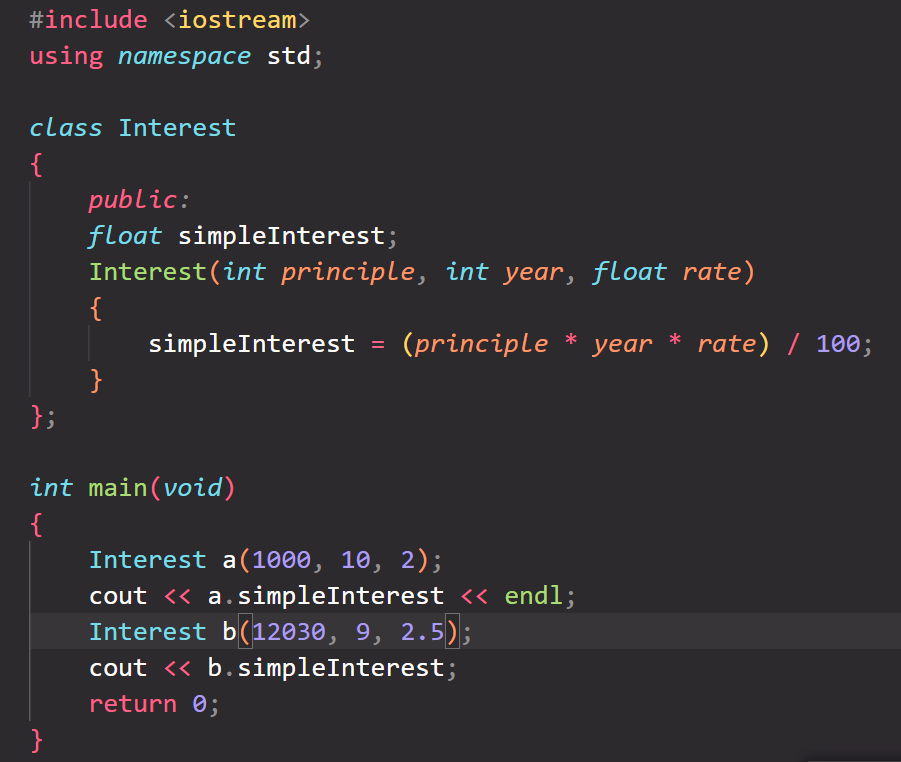 #include <iostream>
using namespace std;

class Interest
{
    public:
    float simpleInterest;
    Interest(int principle, int year, float rate)
    {
        simpleInterest = (principle * year * rate) / 100;
    }
};

int main(void)
{
    Interest a(1000, 10, 2);
    cout << a.simpleInterest << endl;
    Interest b(12030, 9, 2.5);
    cout << b.simpleInterest;
    return 0;
}